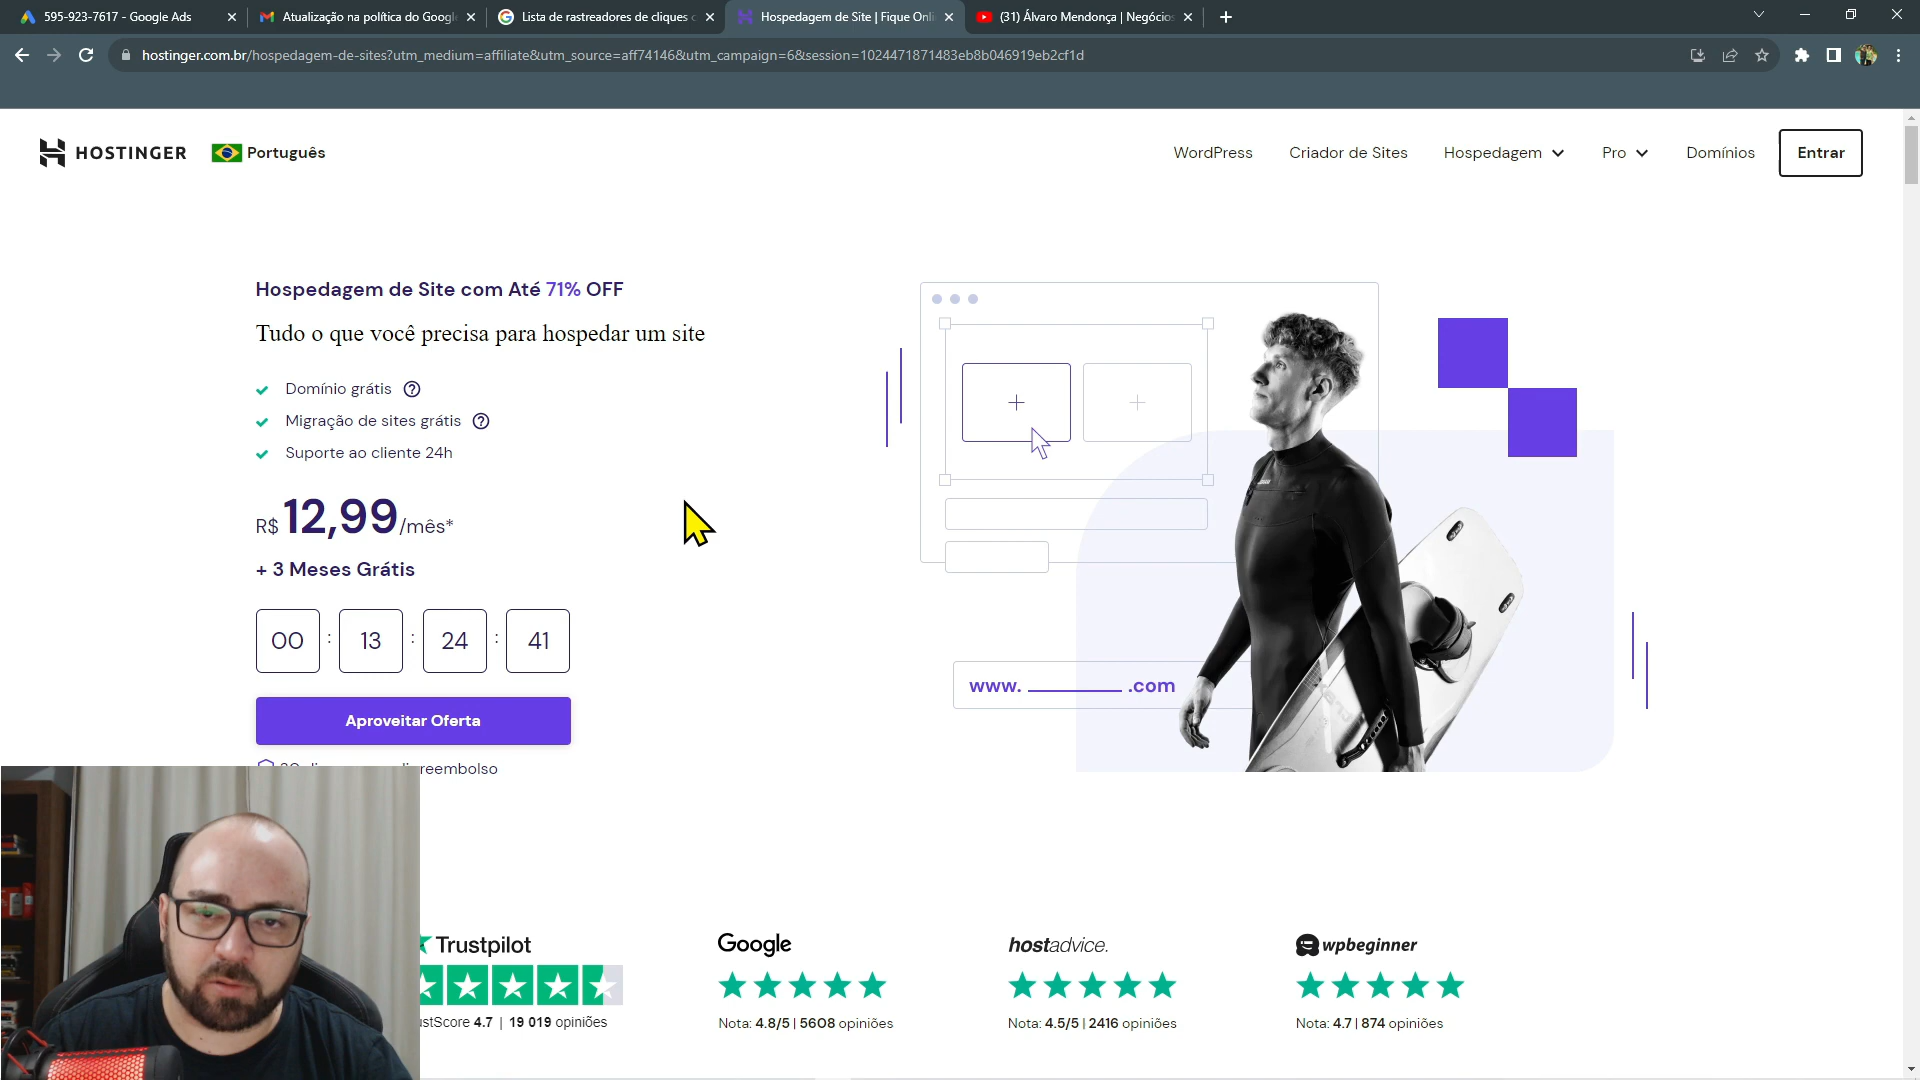 595-923-7617 - Google Ads
Atualização na política do Google
Lista de rastreadores de cliques c
Hospedagem de Site | Fique Onli
(31) Álvaro Mendonça | Negócios
hostinger.com.br/hospedagem-de-sites?utm_medium=affiliate&utm_source=aff74146&utm_campaign=6&session=1024471871483eb8b046919eb2cf1d
HOSTINGER
Português
WordPress
Criador de Sites
Hospedagem
Pro
Domínios
Entrar
Hospedagem de Site com Até 71% OFF
Tudo o que você precisa para hospedar um site
Domínio grátis
Migração de sites grátis
Suporte ao cliente 24h
R$ 12,99 /mês*
+ 3 Meses Grátis
00 : 13 : 24 : 41
Aproveitar Oferta
reembolso
www. .com
Trustpilot
Google
hostadvice.
wpbeginner
ustScore 4.7 | 19 019 opiniões
Nota: 4.8/5 | 5608 opiniões
Nota: 4.5/5 | 2416 opiniões
Nota: 4.7 | 874 opiniões